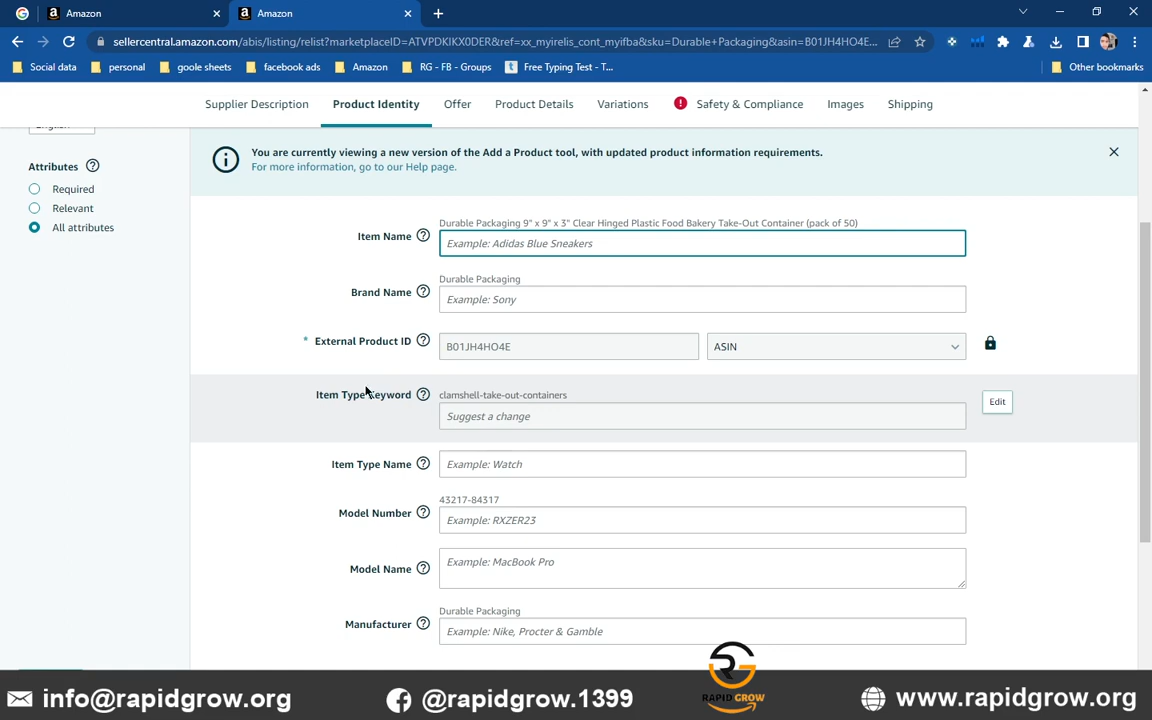 Amazon
Amazon
sellercentral.amazon.com/abis/listing/relist?marketplaceID=ATVPDKIKX0DER&ref=xx_myirelis_cont_myifba&sku=Durable+Packaging&asin=B01JH4HO4E...
Social data
personal
goole sheets
facebook ads
Amazon
RG - FB - Groups
Free Typing Test - T...
Other bookmarks
Supplier Description
Product Identity
Offer
Product Details
Variations
Safety & Compliance
Images
Shipping
English
Attributes
Required
Relevant
All attributes
You are currently viewing a new version of the Add a Product tool, with updated product information requirements.
For more information, go to our Help page.
Durable Packaging 9" x 9" x 3" Clear Hinged Plastic Food Bakery Take-Out Container (pack of 50)
Item Name
Example: Adidas Blue Sneakers
Durable Packaging
Brand Name
Example: Sony
* External Product ID
B01JH4HO4E
ASIN
Item Type Keyword
clamshell-take-out-containers
Suggest a change
Edit
Item Type Name
Example: Watch
43217-84317
Model Number
Example: RXZER23
Model Name
Example: MacBook Pro
Durable Packaging
Manufacturer
Example: Nike, Procter & Gamble
info@rapidgrow.org
@rapidgrow.1399
RAPID GROW
www.rapidgrow.org